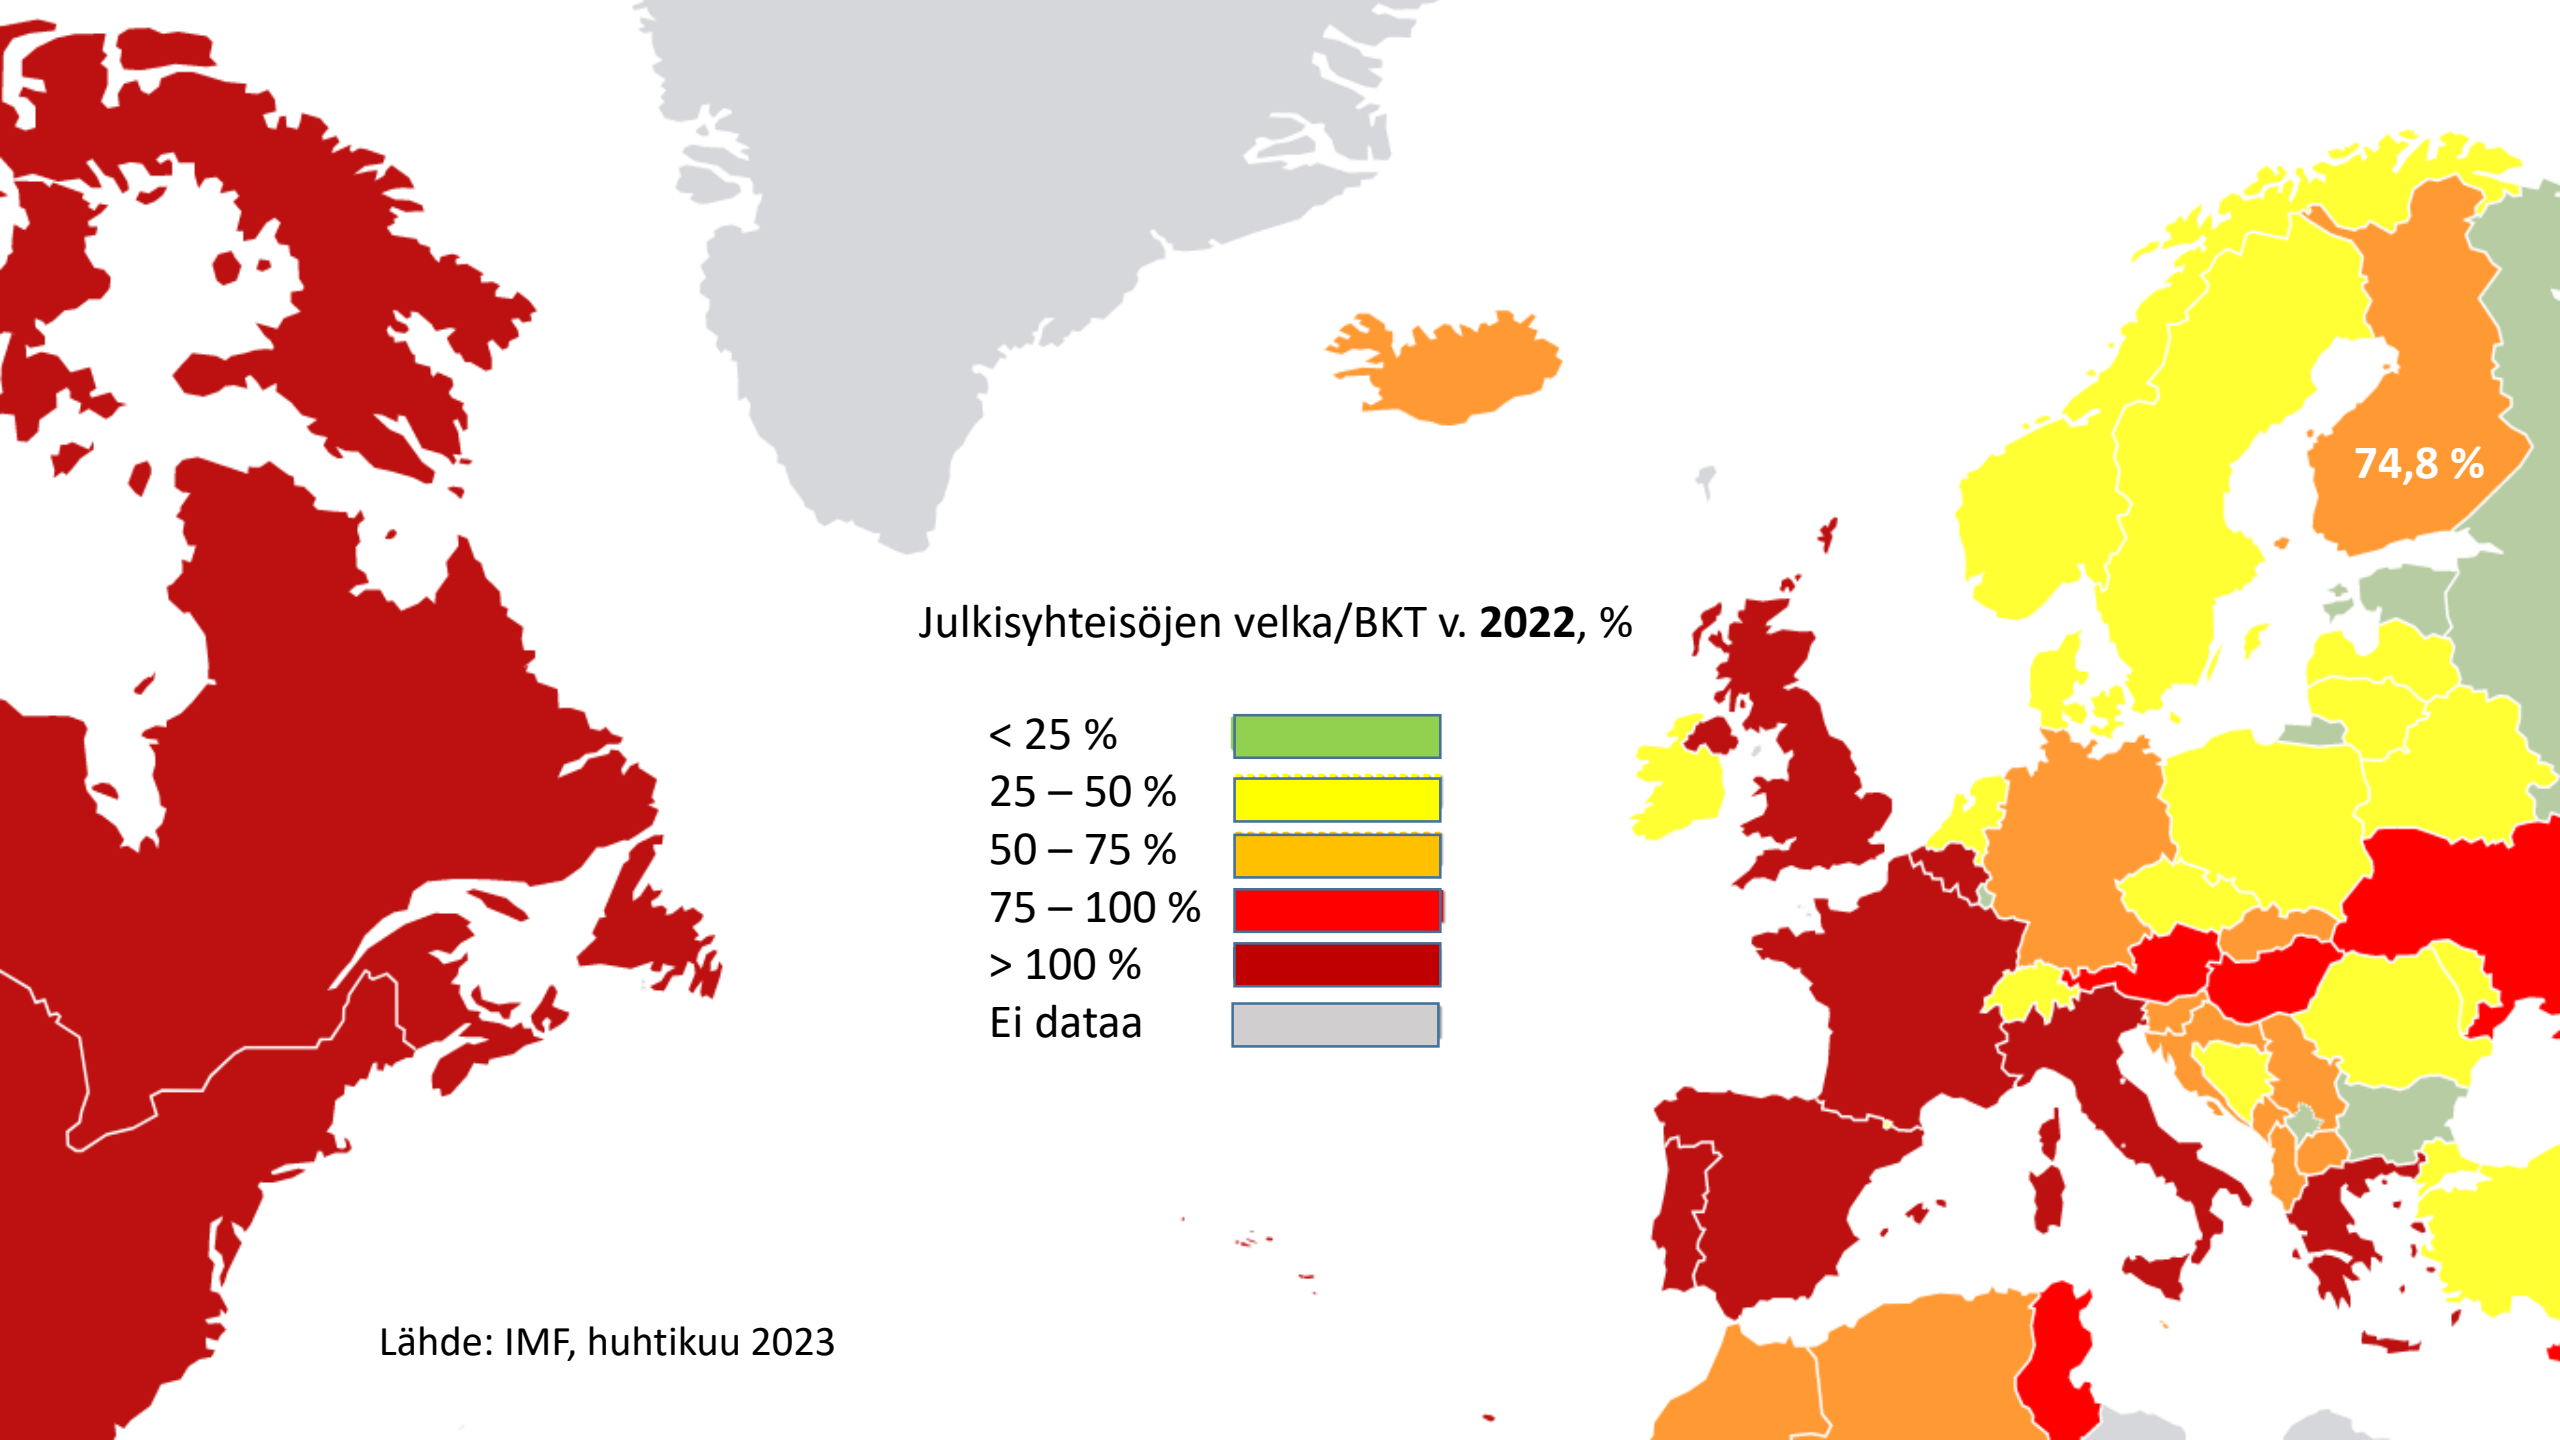 74,8 %
Julkisyhteisöjen velka/BKT v. 2022, %
< 25 %
25 – 50 %
50 – 75 %
75 – 100 %
> 100 %
Ei dataa
Lähde: IMF, huhtikuu 2023